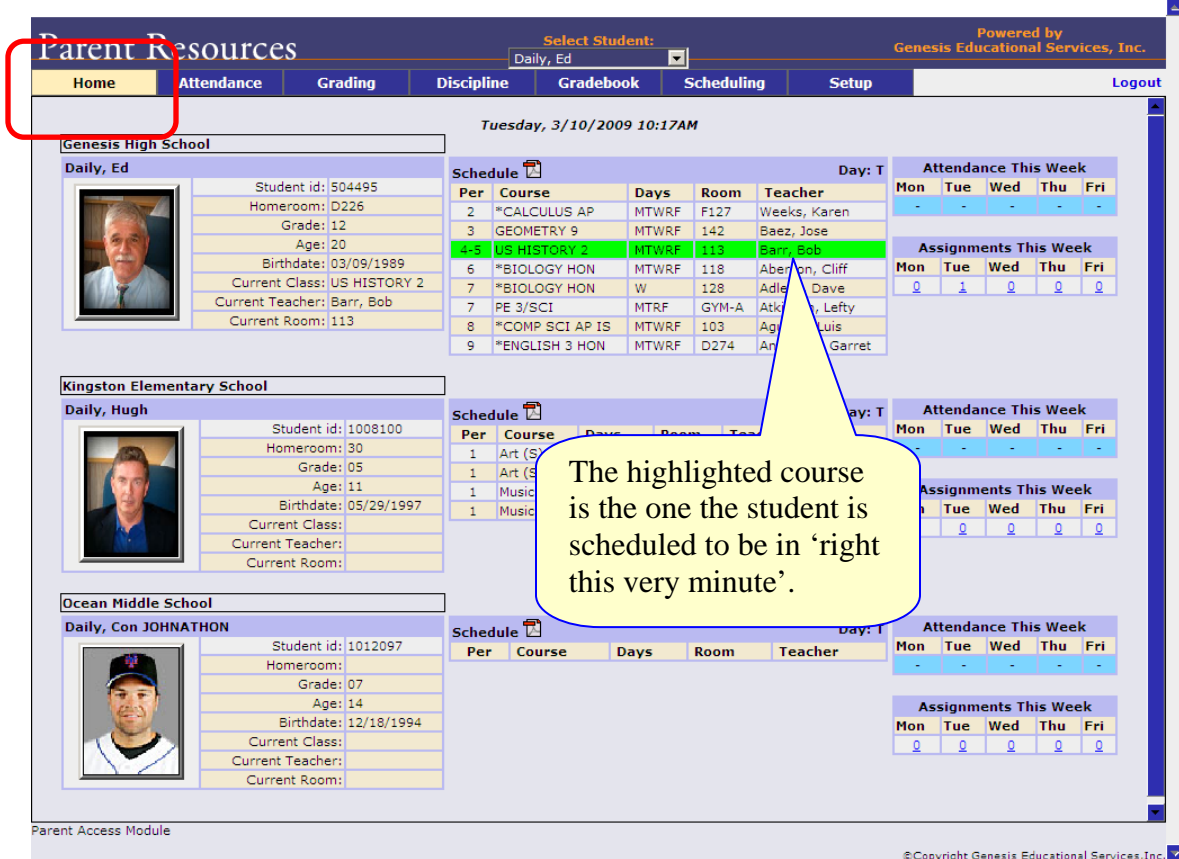 Parent Resources
Select Student:
Daily, Ed
Powered by
Genesis Educational Services, Inc.
Home Attendance Grading Discipline Gradebook Scheduling Setup Logout
Tuesday, 3/10/2009 10:17AM
Genesis High School
Daily, Ed
Student id: 504495
Homeroom: D226
Grade: 12
Age: 20
Birthdate: 03/09/1989
Current Class: US HISTORY 2
Current Teacher: Barr, Bob
Current Room: 113
Schedule Day: T
Per Course Days Room Teacher
2 *CALCULUS AP MTWRF F127 Weeks, Karen
3 GEOMETRY 9 MTWRF 142 Baez, Jose
4-5 US HISTORY 2 MTWRF 113 Barr, Bob
6 *BIOLOGY HON MTWRF 118 Cliff
7 *BIOLOGY HON W 128 Dave
7 PE 3/SCI MTRF GYM-A Lefty
8 *COMP SCI AP IS MTWRF 103 Luis
9 *ENGLISH 3 HON MTWRF D274 Garret
Attendance This Week
Mon Tue Wed Thu Fri
- - - - -
Assignments This Week
Mon Tue Wed Thu Fri
0 1 0 0 0
Kingston Elementary School
Daily, Hugh
Student id: 1008100
Homeroom: 30
Grade: 05
Age: 11
Birthdate: 05/29/1997
Current Class:
Current Teacher:
Current Room:
Schedule T
Per Course
1 Art
1 Art
1 Music
1 Music
The highlighted course
is the one the student is
scheduled to be in ‘right
this very minute’.
Attendance This Week
Mon Tue Wed Thu Fri
- - - - -
Assignments This Week
Tue Wed Thu Fri
0 0 0 0
Ocean Middle School
Daily, Con JOHNATHON
Student id: 1012097
Homeroom:
Grade: 07
Age: 14
Birthdate: 12/18/1994
Current Class:
Current Teacher:
Current Room:
Schedule Day: T
Per Course Days Room Teacher
Attendance This Week
Mon Tue Wed Thu Fri
- - - - -
Assignments This Week
Mon Tue Wed Thu Fri
0 0 0 0 0
Parent Access Module
©Copyright Genesis Educational Services,Inc.